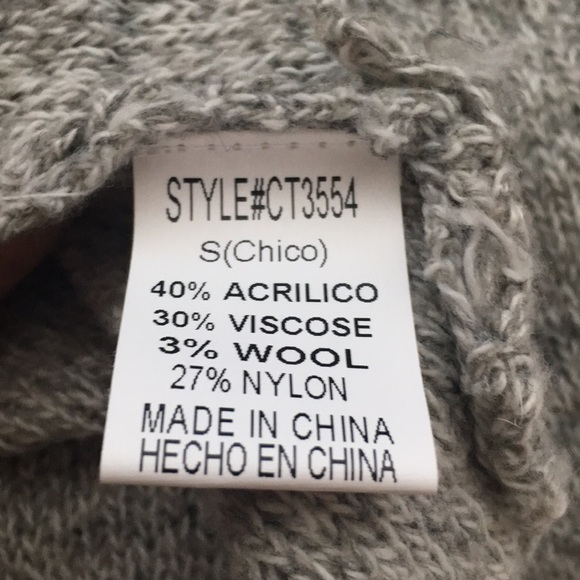 STYLE#CT3554
S(Chico)
40% ACRILICO
30% VISCOSE
3% WOOL
27% NYLON
MADE IN CHINA
HECHO EN CHINA